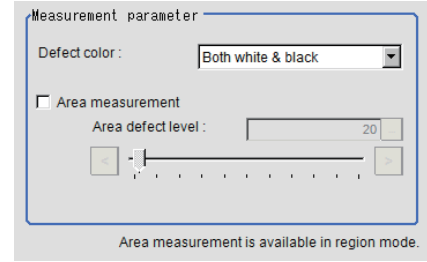 Measurement parameter
Defect color :
Both white & black
Area measurement
Area defect level :
20 ...
< >
Area measurement is available in region mode.